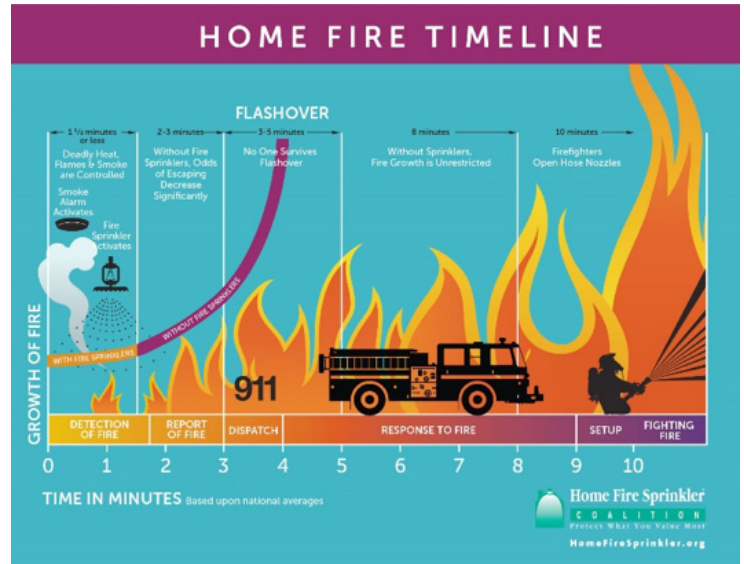 HOME FIRE TIMELINE
FLASHOVER
1 ½ minutes
or less
Deadly Heat,
Flames & Smoke
are Controlled
Smoke
Alarm
Activates
Fire
Sprinkler
Activates
2-3 minutes
Without Fire
Sprinklers, Odds
of Escaping
Decrease
Significantly
3-5 minutes
No One Survives
Flashover
8 minutes
Without Sprinklers,
Fire Growth is Unrestricted
10 minutes
Firefighters
Open Hose Nozzles
GROWTH OF FIRE
WITH FIRE SPRINKLERS
WITHOUT FIRE SPRINKLERS
911
DETECTION
OF FIRE
REPORT
OF FIRE
DISPATCH
RESPONSE TO FIRE
SETUP
FIGHTING
FIRE
0 1 2 3 4 5 6 7 8 9 10
TIME IN MINUTES Based upon national averages
Home Fire Sprinkler
COALITION
Protect What You Value Most
HomeFireSprinkler.org